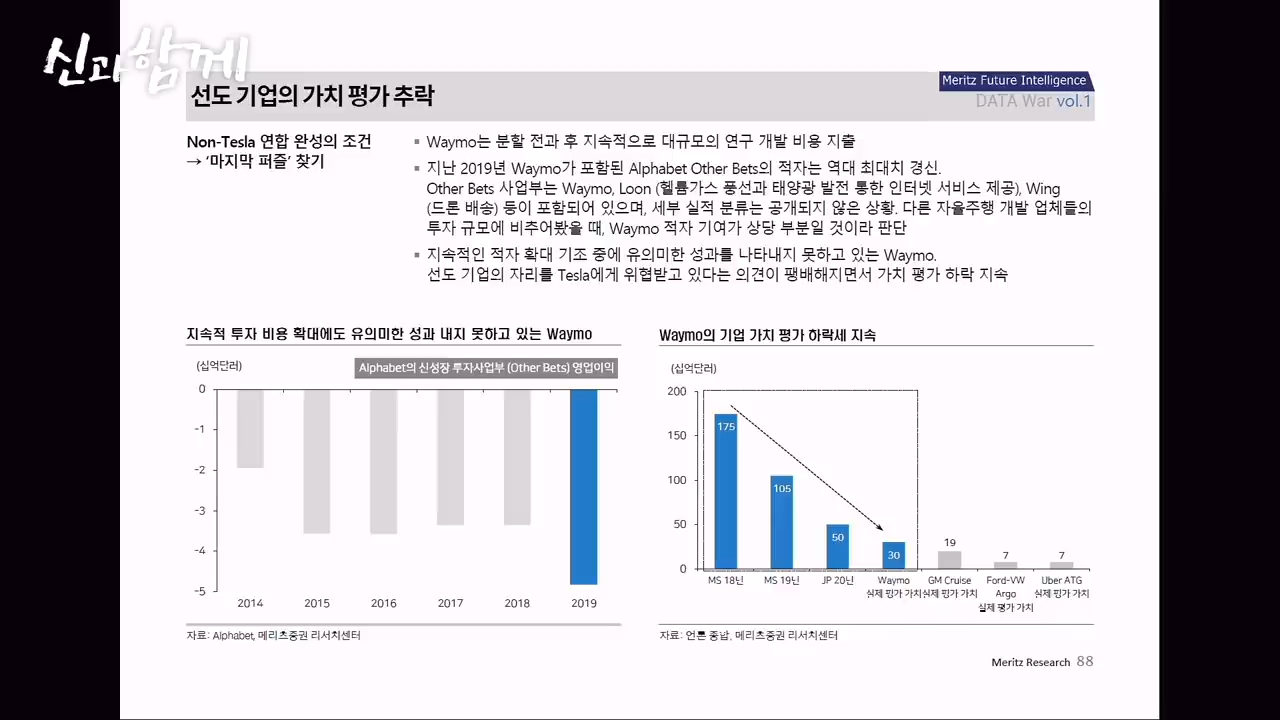 신과함께
선도 기업의 가치 평가 추락
Meritz Future Intelligence
DATA War vol.1
Non-Tesla 연합 완성의 조건
→ ‘마지막 퍼즐’ 찾기
▪ Waymo는 분할 전과 후 지속적으로 대규모의 연구 개발 비용 지출
▪ 지난 2019년 Waymo가 포함된 Alphabet Other Bets의 적자는 역대 최대치 경신.
Other Bets 사업부는 Waymo, Loon (헬륨가스 풍선과 태양광 발전 통한 인터넷 서비스 제공), Wing
(드론 배송) 등이 포함되어 있으며, 세부 실적 분류는 공개되지 않은 상황. 다른 자율주행 개발 업체들의
투자 규모에 비추어봤을 때, Waymo 적자 기여가 상당 부분일 것이라 판단
▪ 지속적인 적자 확대 기조 중에 유의미한 성과를 나타내지 못하고 있는 Waymo.
선도 기업의 자리를 Tesla에게 위협받고 있다는 의견이 팽배해지면서 가치 평가 하락 지속
지속적 투자 비용 확대에도 유의미한 성과 내지 못하고 있는 Waymo
(십억달러)
Alphabet의 신성장 투자사업부 (Other Bets) 영업이익
0
-1
-2
-3
-4
-5
2014 2015 2016 2017 2018 2019
자료: Alphabet, 메리츠증권 리서치센터
Waymo의 기업 가치 평가 하락세 지속
(십억달러)
200
150
100
50
0
175
105
50
30
19
7
7
MS 18년 MS 19년 JP 20년 Waymo GM Cruise Ford-VW Uber ATG
실제 평가 가치 실제 평가 가치 Argo 실제 평가 가치
실제 평가 가치
자료: 언론 종합, 메리츠증권 리서치센터
Meritz Research 88